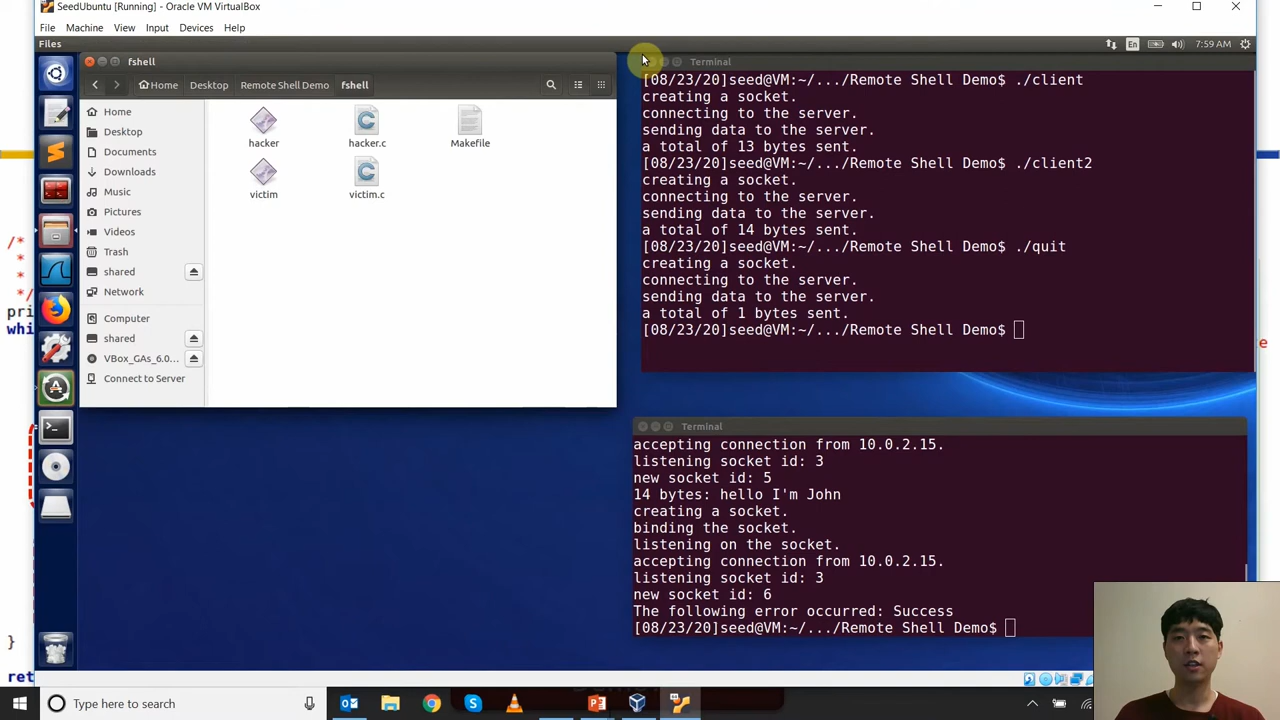 SeedUbuntu [Running] - Oracle VM VirtualBox
File Machine View Input Devices Help
Files
En
7:59 AM
fshell
Home Desktop Remote Shell Demo fshell
Home
Desktop
Documents
Downloads
Music
Pictures
Videos
Trash
shared
Network
Computer
shared
VBox_GAs_6.0...
Connect to Server
hacker
hacker.c
Makefile
victim
victim.c
Terminal
[08/23/20]seed@VM:~/.../Remote Shell Demo$ ./client
creating a socket.
connecting to the server.
sending data to the server.
a total of 13 bytes sent.
[08/23/20]seed@VM:~/.../Remote Shell Demo$ ./client2
creating a socket.
connecting to the server.
sending data to the server.
a total of 14 bytes sent.
[08/23/20]seed@VM:~/.../Remote Shell Demo$ ./quit
creating a socket.
connecting to the server.
sending data to the server.
a total of 1 bytes sent.
[08/23/20]seed@VM:~/.../Remote Shell Demo$
Terminal
accepting connection from 10.0.2.15.
listening socket id: 3
new socket id: 5
14 bytes: hello I'm John
creating a socket.
binding the socket.
listening on the socket.
accepting connection from 10.0.2.15.
listening socket id: 3
new socket id: 6
The following error occurred: Success
[08/23/20]seed@VM:~/.../Remote Shell Demo$
/*
*
*
*/
pri
whi
}
ret
Type here to search